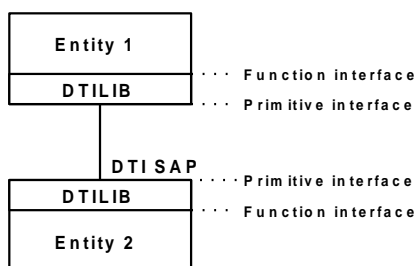 Entity 1
Function interface
DTILIB
Primitive interface
DTI SAP
Primitive interface
DTILIB
Function interface
Entity 2